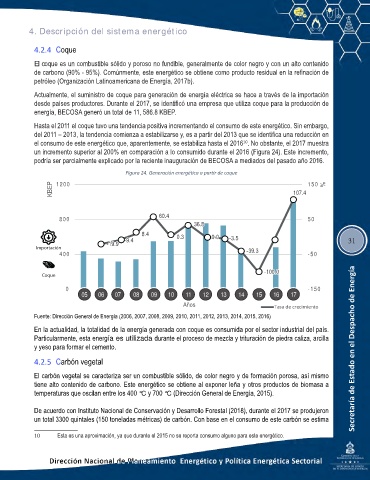 4. Descripción del sistema energético
4.2.4 Coque
El coque es un combustible sólido y poroso no fundible, generalmente de color negro y con un alto contenido
de carbono (90% - 95%). Comúnmente, este energético se obtiene como producto residual en la refinación de
petróleo (Organización Latinoamericana de Energía, 2017b).
Actualmente, el suministro de coque para generación de energía eléctrica se hace a través de la importación
desde países productores. Durante el 2017, se identificó una empresa que utiliza coque para la producción de
energía, BECOSA generó un total de 11, 586.8 KBEP.
Hasta el 2011 el coque tuvo una tendencia positiva incrementando el consumo de este energético. Sin embargo,
del 2011 – 2013, la tendencia comienza a estabilizarse y, es a partir del 2013 que se identifica una reducción en
el consumo de este energético que, aparentemente, se estabiliza hasta el 2016¹⁰. No obstante, el 2017 muestra
un incremento superior al 200% en comparación a lo consumido durante el 2016 (Figura 24). Este incremento,
podría ser parcialmente explicado por la reciente inauguración de BECOSA a mediados del pasado año 2016.
Figura 24. Generación energética a partir de coque
KBEP
1200
800
400
0
150 %
50
-50
-150
60.4
8.4
-9.4
0.3
36.5
0.0
-3.5
-39.3
-100.0
107.4
Importación
Coque
05 06 07 08 09 10 11 12 13 14 15 16 17
Años
Tasa de crecimiento
Fuente: Dirección General de Energía (2006, 2007, 2008, 2009, 2010, 2011, 2012, 2013, 2014, 2015, 2016)
En la actualidad, la totalidad de la energía generada con coque es consumida por el sector industrial del país.
Particularmente, esta energía es utilizada durante el proceso de mezcla y trituración de piedra caliza, arcilla
y yeso para formar el cemento.
4.2.5 Carbón vegetal
El carbón vegetal se caracteriza ser un combustible sólido, de color negro y de formación porosa, así mismo
tiene alto contenido de carbono. Este energético se obtiene al exponer leña y otros productos de biomasa a
temperaturas que oscilan entre los 400 °C y 700 °C (Dirección General de Energía, 2015).
De acuerdo con Instituto Nacional de Conservación y Desarrollo Forestal (2018), durante el 2017 se produjeron
un total 3300 quintales (150 toneladas métricas) de carbón. Con base en el consumo de este carbón se estima
10 Esto es una aproximación, ya que durante el 2015 no se reporta consumo alguno para este energético.
Dirección Nacional de Planeamiento Energético y Política Energética Sectorial
31
Secretaría de Estado en el Despacho de Energía